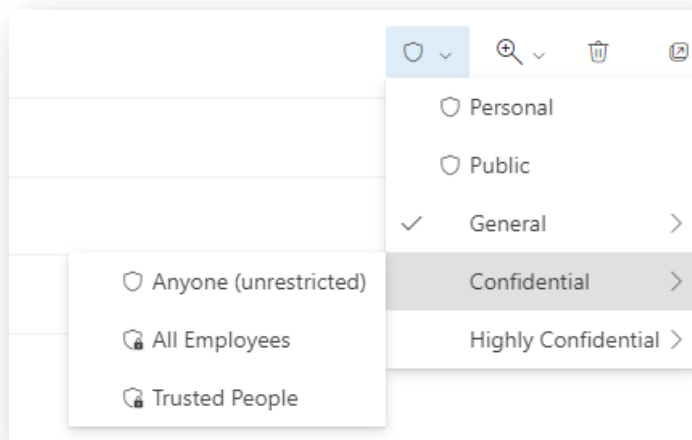 Personal
Public
General
Confidential
Highly Confidential
Anyone (unrestricted)
All Employees
Trusted People